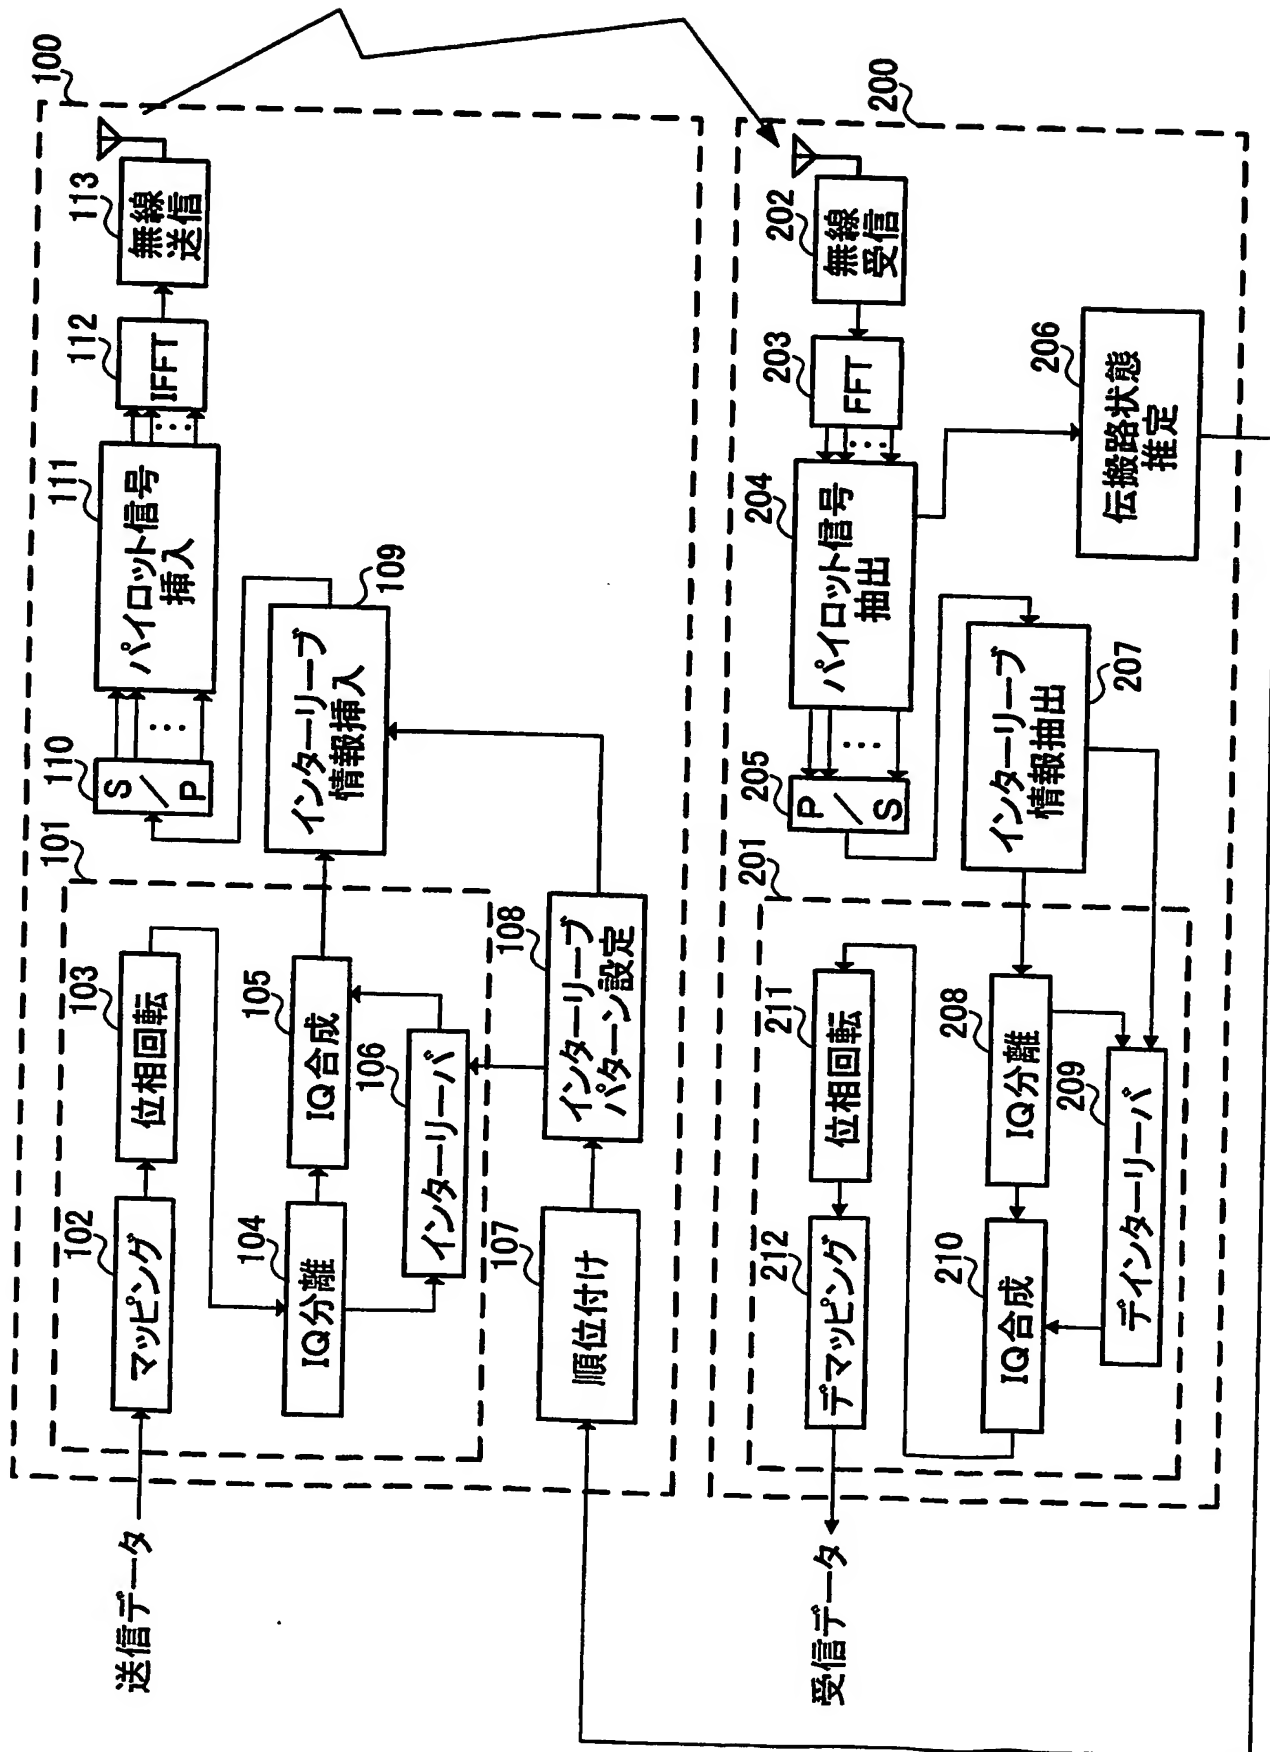 100
送信データ
101
102
マッピング
103
位相回転
104
IQ分離
105
IQ合成
106
インターリーバ
107
順位付け
108
インターリーブ
パターン設定
109
インターリーブ
情報挿入
110
S
/
P
111
パイロット信号
挿入
112
IFFT
113
無線
送信
200
受信データ
201
202
無線
受信
203
FFT
204
パイロット信号
抽出
205
P
/
S
206
伝搬路状態
推定
207
インターリーブ
情報抽出
208
IQ分離
209
デインターリーバ
210
IQ合成
211
位相回転
212
デマッピング